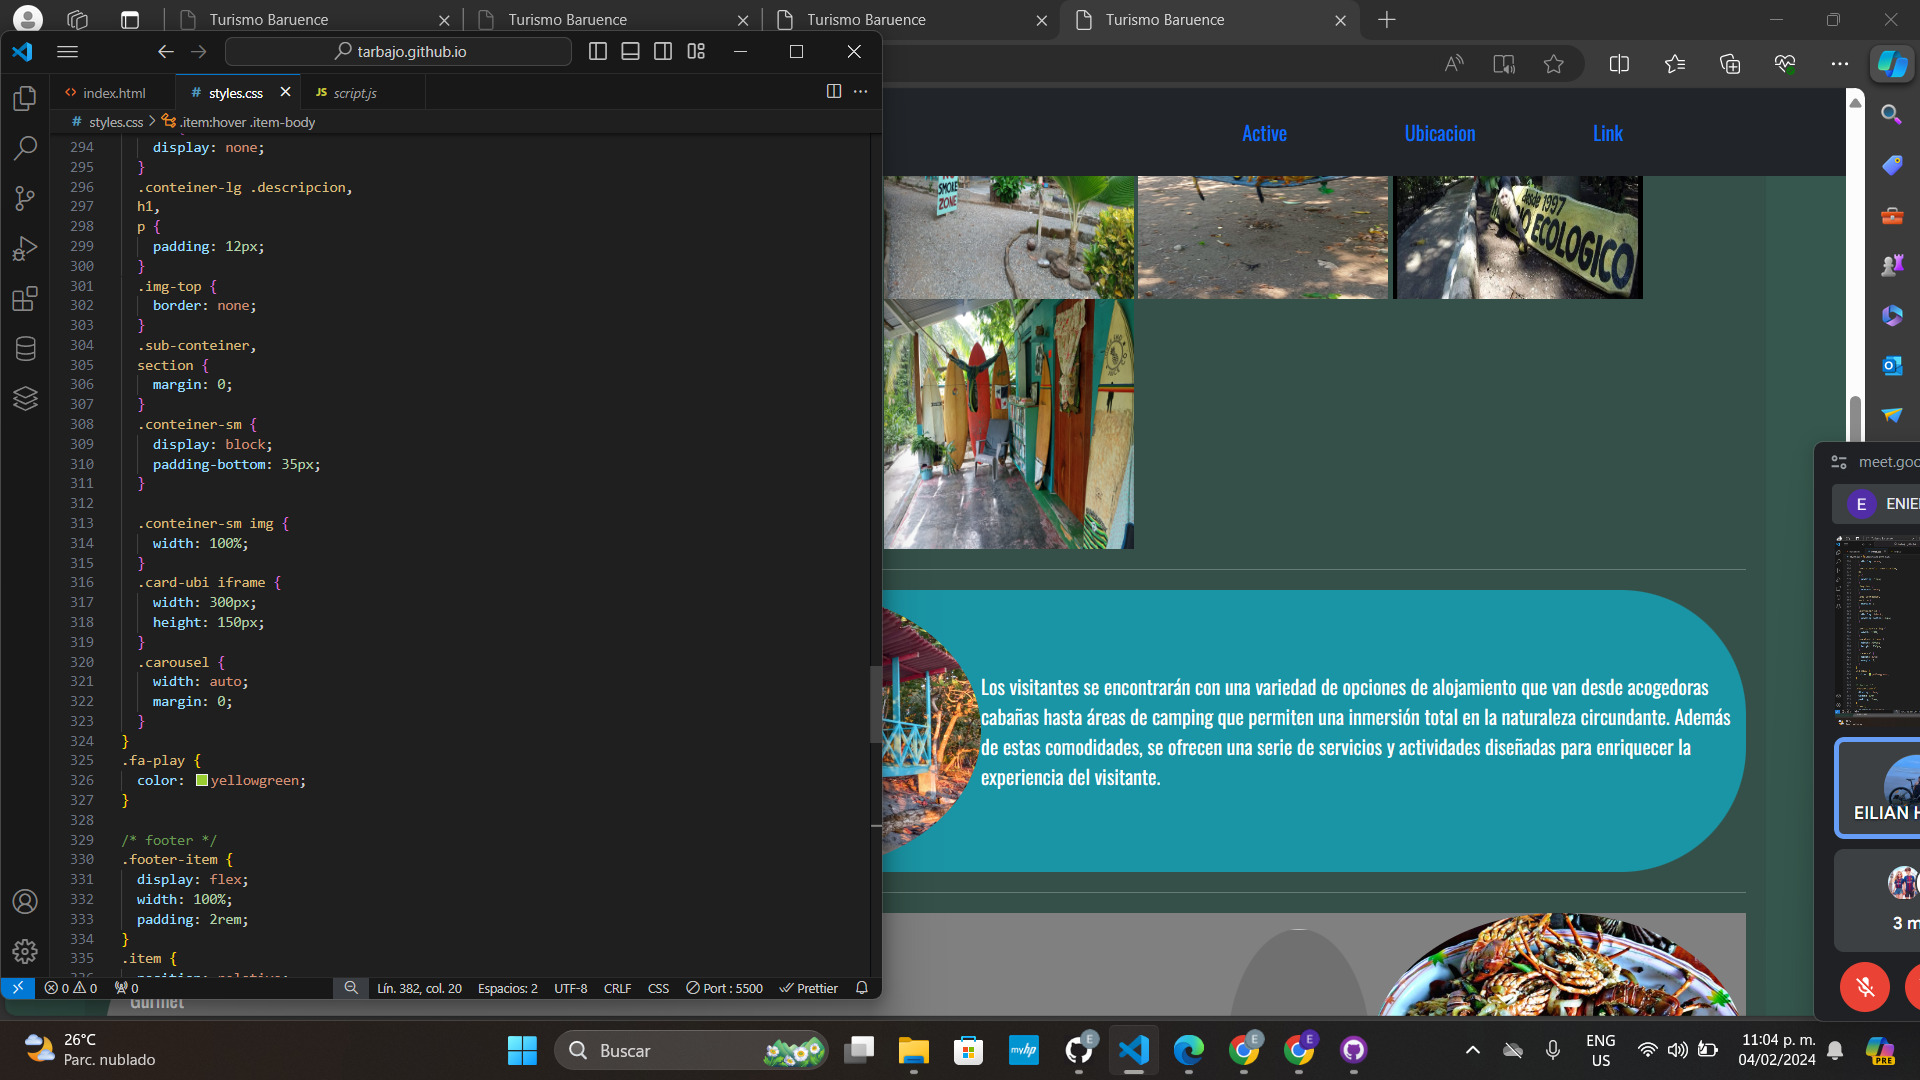 Turismo Baruence
Turismo Baruence
Turismo Baruence
Turismo Baruence
tarbajo.github.io
index.html
styles.css
JS script.js
styles.css > .item:hover .item-body
294 display: none;
295 }
296 .conteiner-lg .descripcion,
297 h1,
298 p {
299 padding: 12px;
300 }
301 .img-top {
302 border: none;
303 }
304 .sub-conteiner,
305 section {
306 margin: 0;
307 }
308 .conteiner-sm {
309 display: block;
310 padding-bottom: 35px;
311 }
312
313 .conteiner-sm img {
314 width: 100%;
315 }
316 .card-ubi iframe {
317 width: 300px;
318 height: 150px;
319 }
320 .carousel {
321 width: auto;
322 margin: 0;
323 }
324 }
325 .fa-play {
326 color: yellowgreen;
327 }
328
329 /* footer */
330 .footer-item {
331 display: flex;
332 width: 100%;
333 padding: 2rem;
334 }
335 .item {
336 position: relative;
0 0 0 Lín. 382, col. 20 Espacios: 2 UTF-8 CRLF CSS Port : 5500 Prettier
Gurmet
Active Ubicacion Link
SMOKE
ZONE
desde 1997
ECOLOGICO
Los visitantes se encontrarán con una variedad de opciones de alojamiento que van desde acogedoras
cabañas hasta áreas de camping que permiten una inmersión total en la naturaleza circundante. Además
de estas comodidades, se ofrecen una serie de servicios y actividades diseñadas para enriquecer la
experiencia del visitante.
meet.goo
E ENIE
EILIAN H
3 m
26°C
Parc. nublado
Buscar
myhp
E
E
E
ENG
US
11:04 p. m.
04/02/2024
PRE